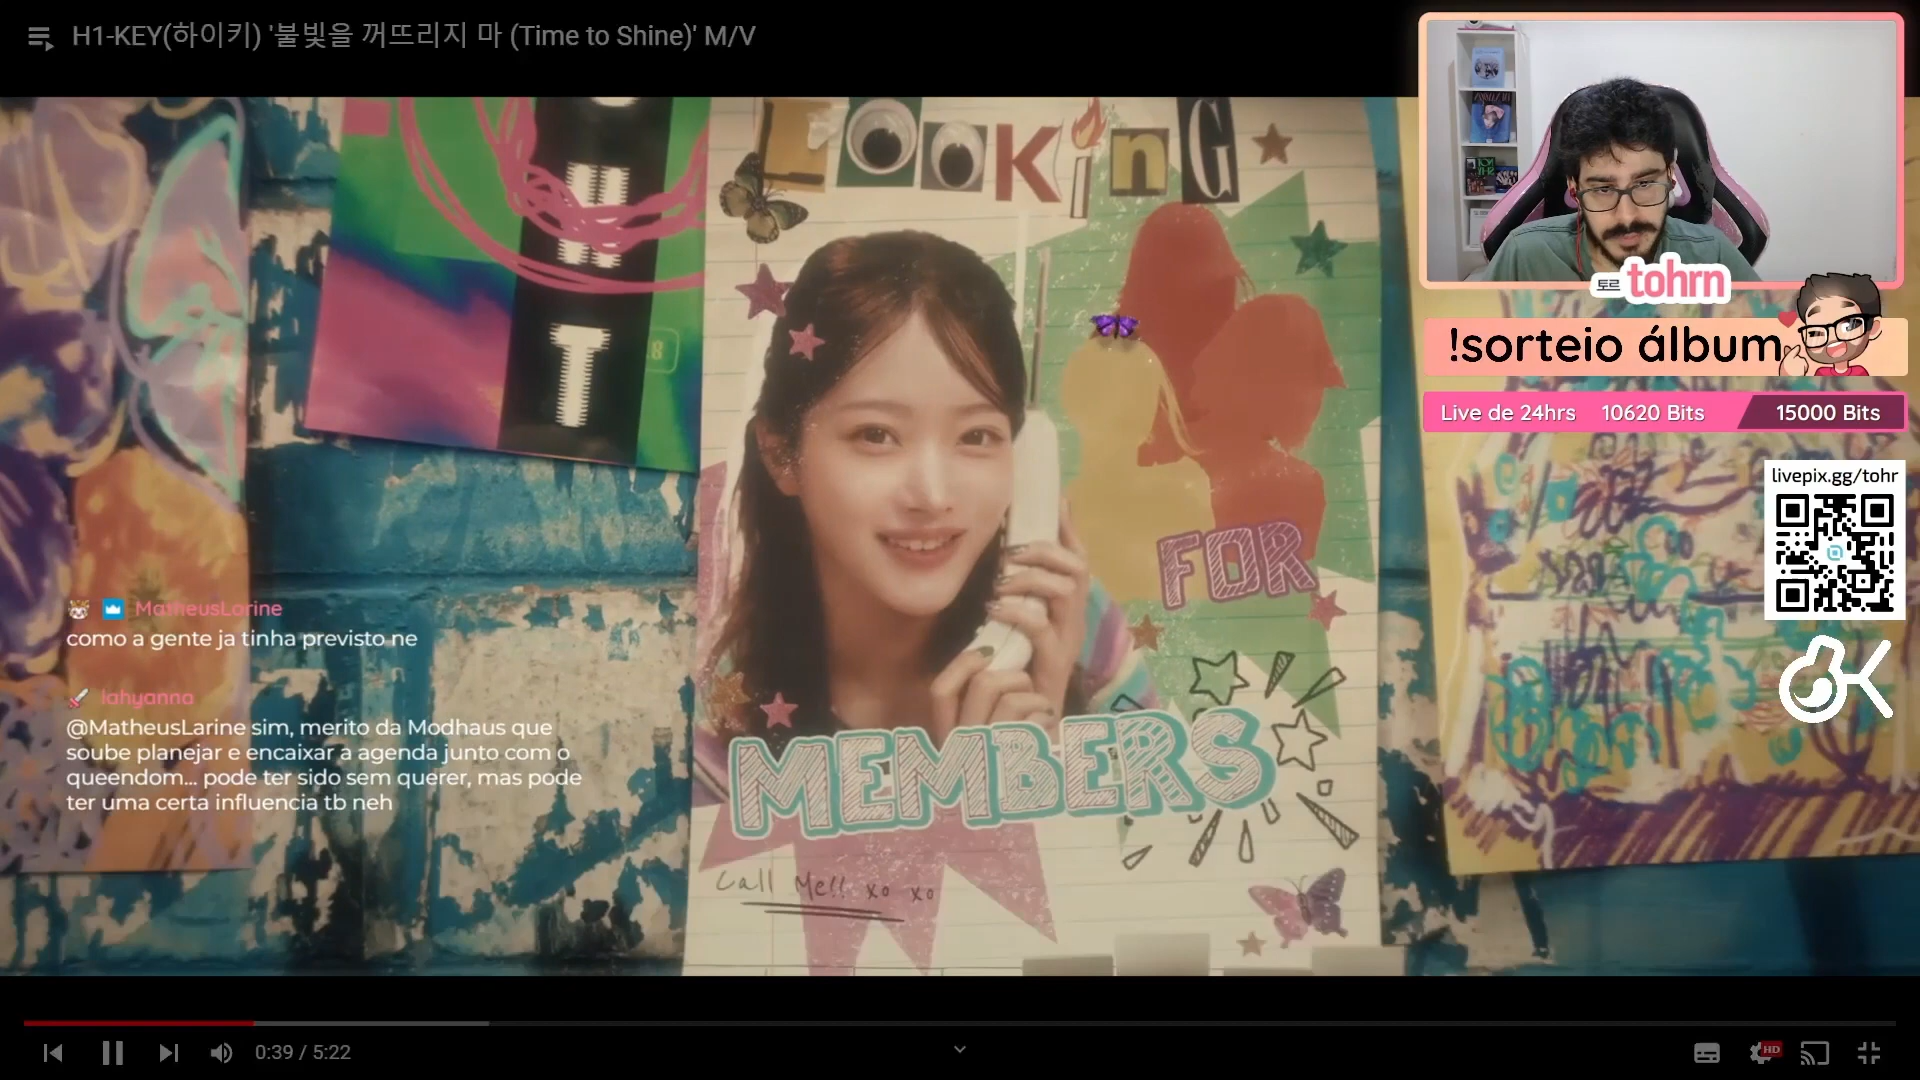 H1-KEY(하이키) '불빛을 꺼뜨리지 마 (Time to Shine)' M/V
LOOKING
FOR
MEMBERS
Call Me!! xo xo
T
토르 tohrn
!sorteio álbum
Live de 24hrs 10620 Bits 15000 Bits
livepix.gg/tohr
MatheusLorine
como a gente ja tinha previsto ne
lahyanna
@MatheusLarine sim, merito da Modhaus que
soube planejar e encaixar a agenda junto com o
queendom... pode ter sido sem querer, mas pode
ter uma certa influencia tb neh
0:39 / 5:22
HD